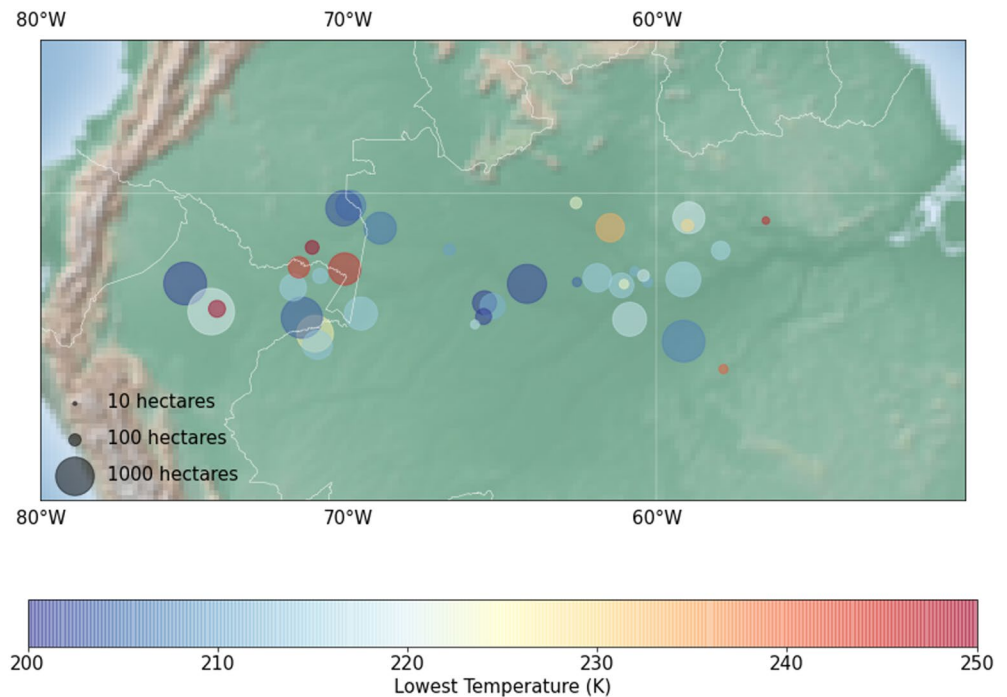 80°W 70°W 60°W
10 hectares
100 hectares
1000 hectares
80°W 70°W 60°W
200 210 220 230 240 250
Lowest Temperature (K)